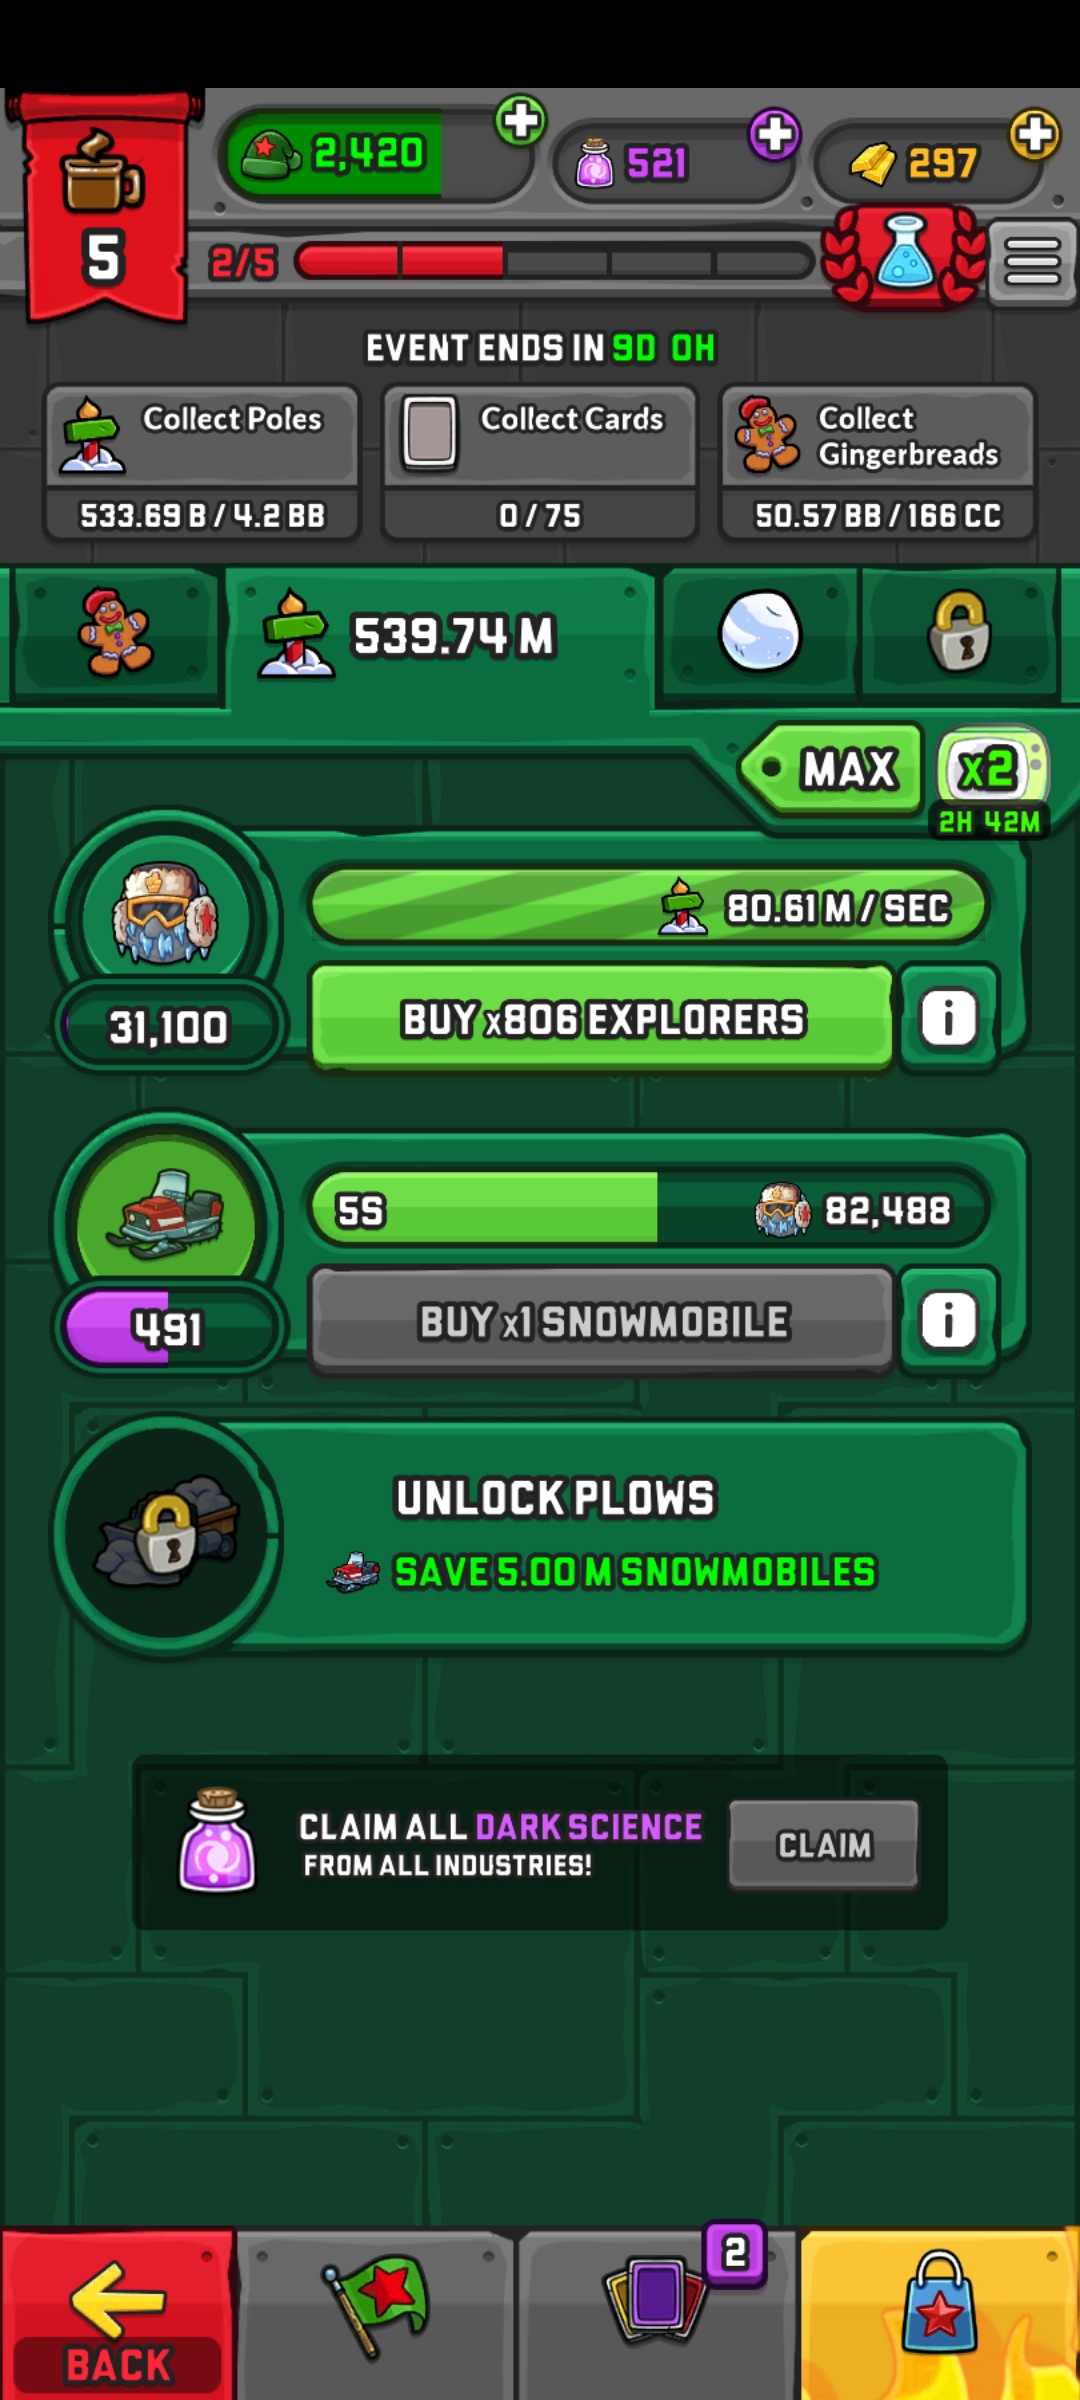 2,420
521
297
5
2/5
EVENT ENDS IN 9D 0H
Collect Poles
533.69 B / 4.2 BB
Collect Cards
0 / 75
Collect
Gingerbreads
50.57 BB / 166 CC
539.74 M
MAX
x2
2H 42M
80.61 M / SEC
31,100
BUY x806 EXPLORERS
5S
82,488
491
BUY x1 SNOWMOBILE
UNLOCK PLOWS
SAVE 5.00 M SNOWMOBILES
CLAIM ALL DARK SCIENCE
FROM ALL INDUSTRIES!
CLAIM
2
BACK